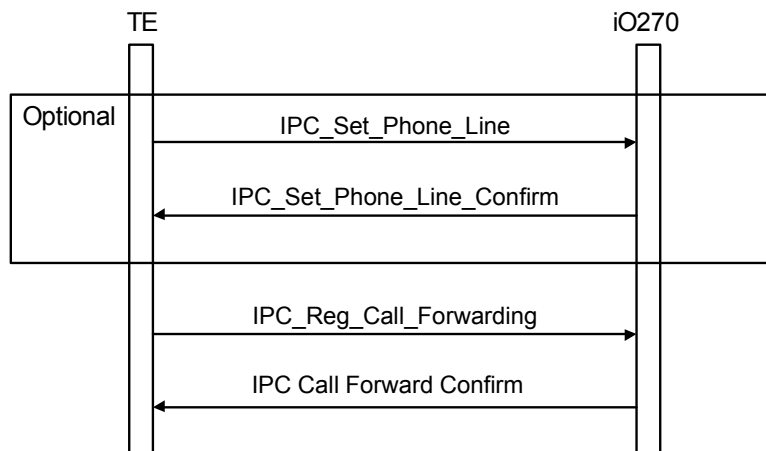 TE
iO270
Optional
IPC_Set_Phone_Line
IPC_Set_Phone_Line_Confirm
IPC_Reg_Call_Forwarding
IPC Call Forward Confirm